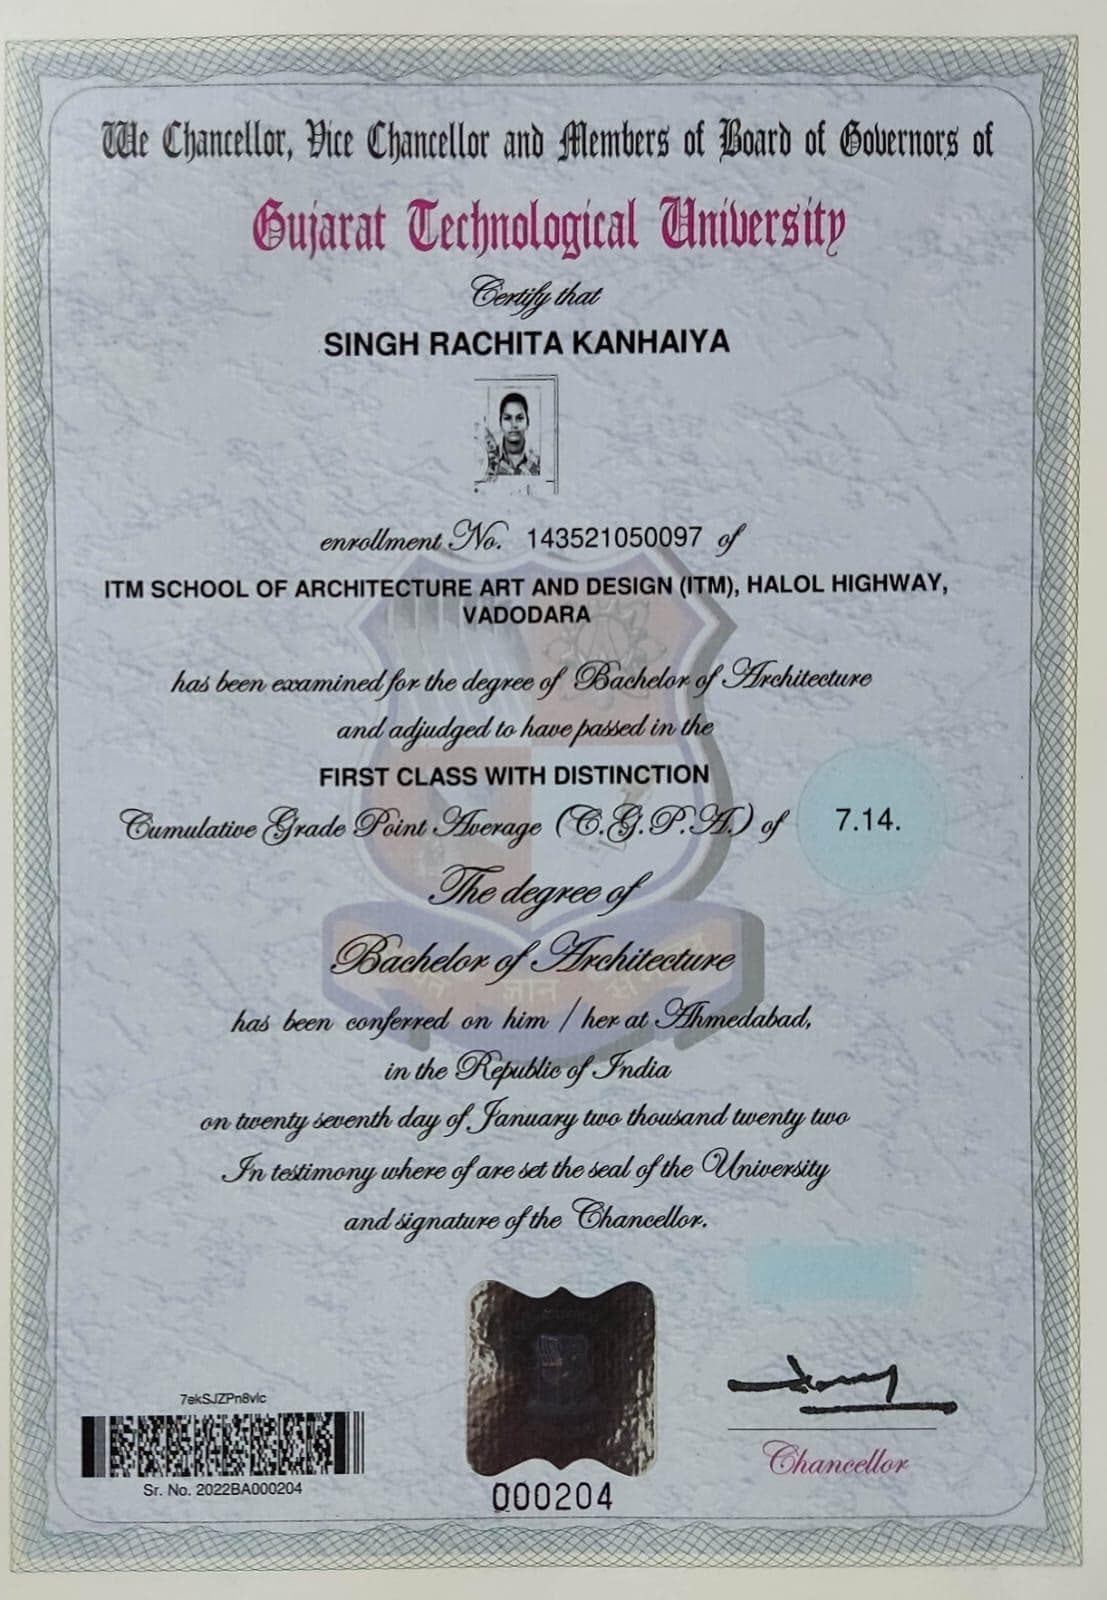 We Chancellor, Vice Chancellor and Members of Board of Governors of
Gujarat Technological University
Certify that
SINGH RACHITA KANHAIYA
enrollment No. 143521050097 of
ITM SCHOOL OF ARCHITECTURE ART AND DESIGN (ITM), HALOL HIGHWAY,
VADODARA
has been examined for the degree of Bachelor of Architecture
and adjudged to have passed in the
FIRST CLASS WITH DISTINCTION
Cumulative Grade Point Average (C.G.P.A.) of 7.14.
The degree of
Bachelor of Architecture
ज्ञान
has been conferred on him / her at Ahmedabad,
in the Republic of India
on twenty seventh day of January two thousand twenty two
In testimony where of are set the seal of the University
and signature of the Chancellor.
7ekSJZPn8vlc
Sr. No. 2022BA000204
000204
Chancellor